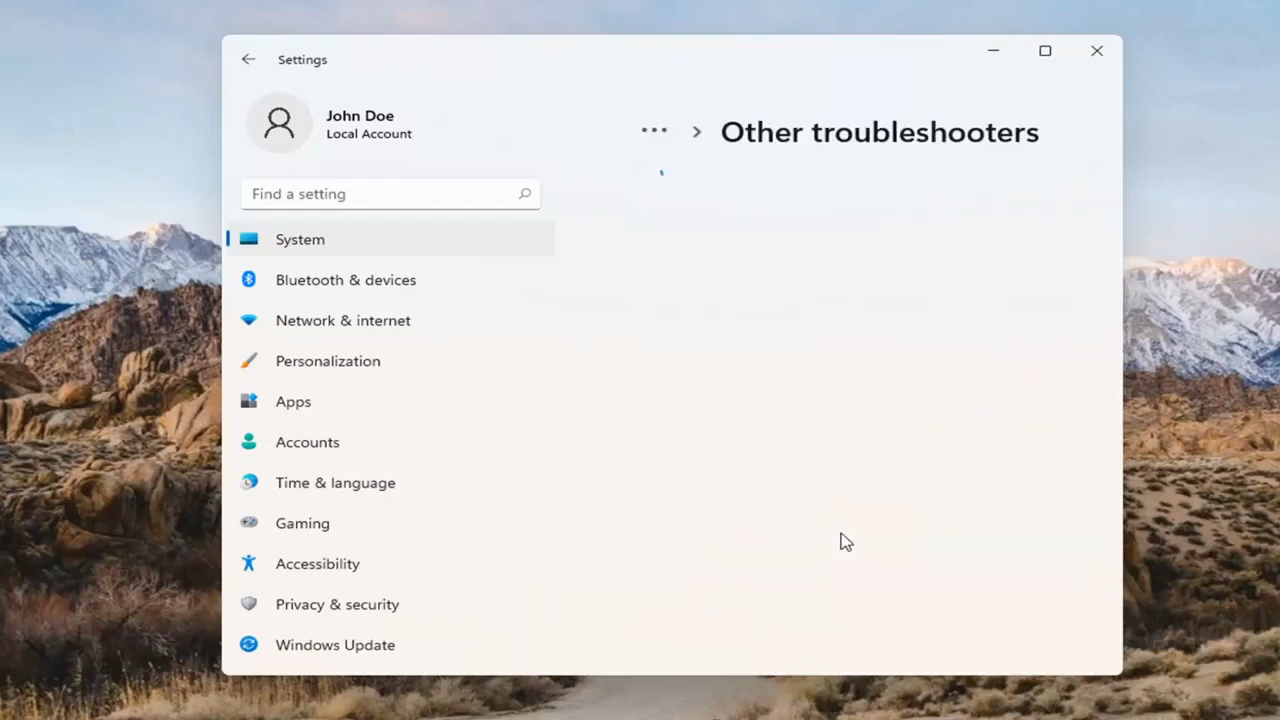 Settings
John Doe
Local Account
Other troubleshooters
Find a setting
System
Bluetooth & devices
Network & internet
Personalization
Apps
Accounts
Time & language
Gaming
Accessibility
Privacy & security
Windows Update